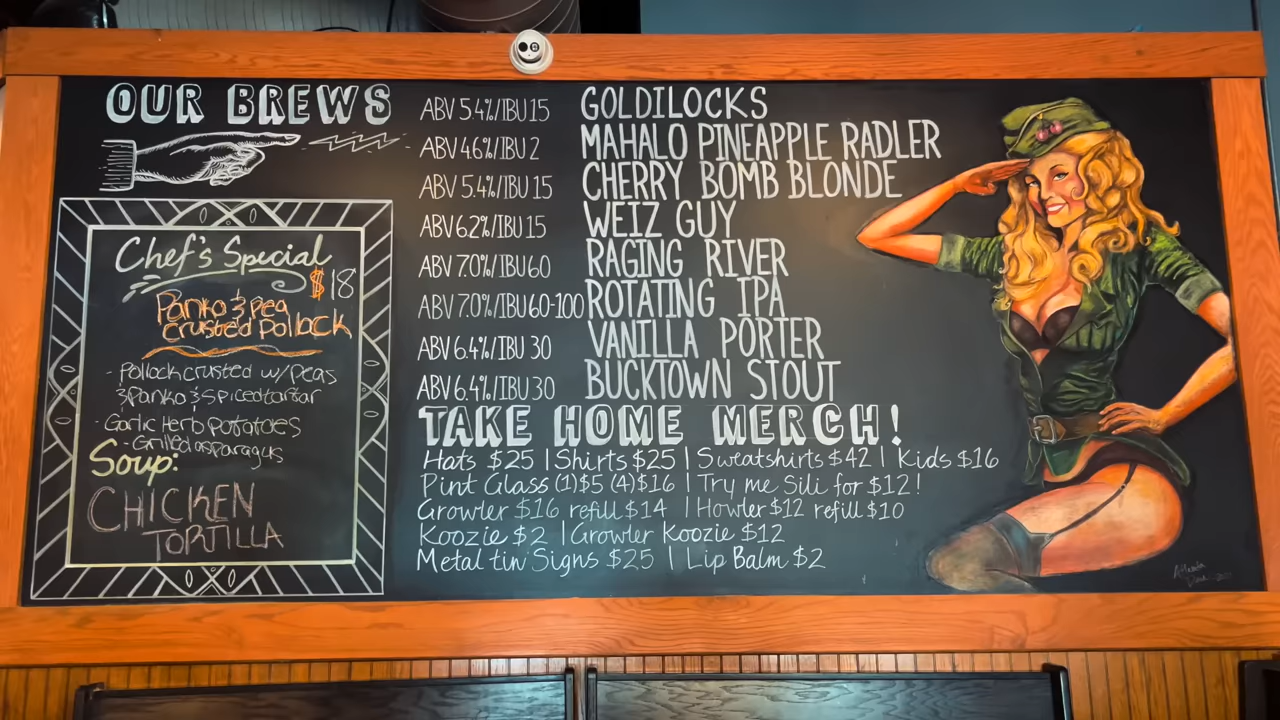 OUR BREWS
ABV 5.4%/IBU 15 GOLDILOCKS
ABV 4.6%/IBU 2 MAHALO PINEAPPLE RADLER
ABV 5.4%/IBU 15 CHERRY BOMB BLONDE
ABV 6.2%/IBU 15 WEIZ GUY
ABV 7.0%/IBU 60 RAGING RIVER
ABV 7.0%/IBU 60-100 ROTATING IPA
ABV 6.4%/IBU 30 VANILLA PORTER
ABV 6.4%/IBU 30 BUCKTOWN STOUT
TAKE HOME MERCH!
Hats $25 | Shirts $25 | Sweatshirts $42 | Kids $16
Pint Glass (1)$5 (4)$16 | Try me Sili for $12!
Growler $16 refill $14 | Howler $12 refill $10
Koozie $2 | Growler Koozie $12
Metal tin Signs $25 | Lip Balm $2
Chef's Special
$18
Panko & pea
crusted Pollack
- Pollack crusted w/ Peas
& Panko & Spiced tartar
- Garlic Herb Potatoes
- Grilled asparagus
Soup:
CHICKEN
TORTILLA